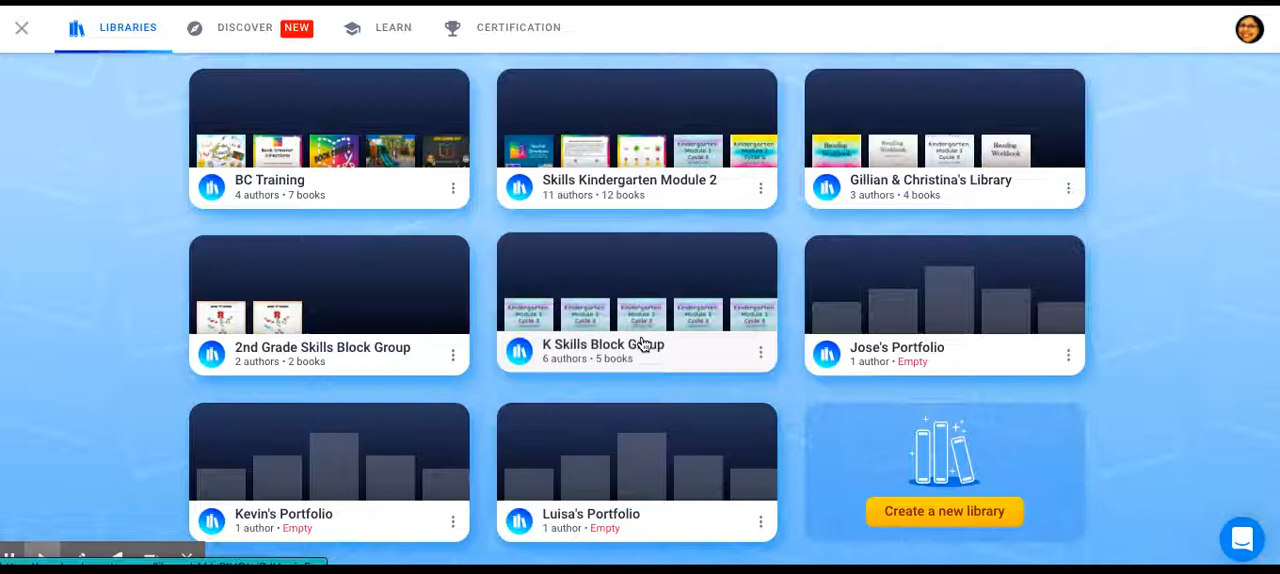 LIBRARIES
DISCOVER NEW
LEARN
CERTIFICATION
BC Training
4 authors • 7 books
Skills Kindergarten Module 2
11 authors • 12 books
Gillian & Christina's Library
3 authors • 4 books
2nd Grade Skills Block Group
2 authors • 2 books
K Skills Block Group
6 authors • 5 books
Jose's Portfolio
1 author • Empty
Kevin's Portfolio
1 author • Empty
Luisa's Portfolio
1 author • Empty
Create a new library